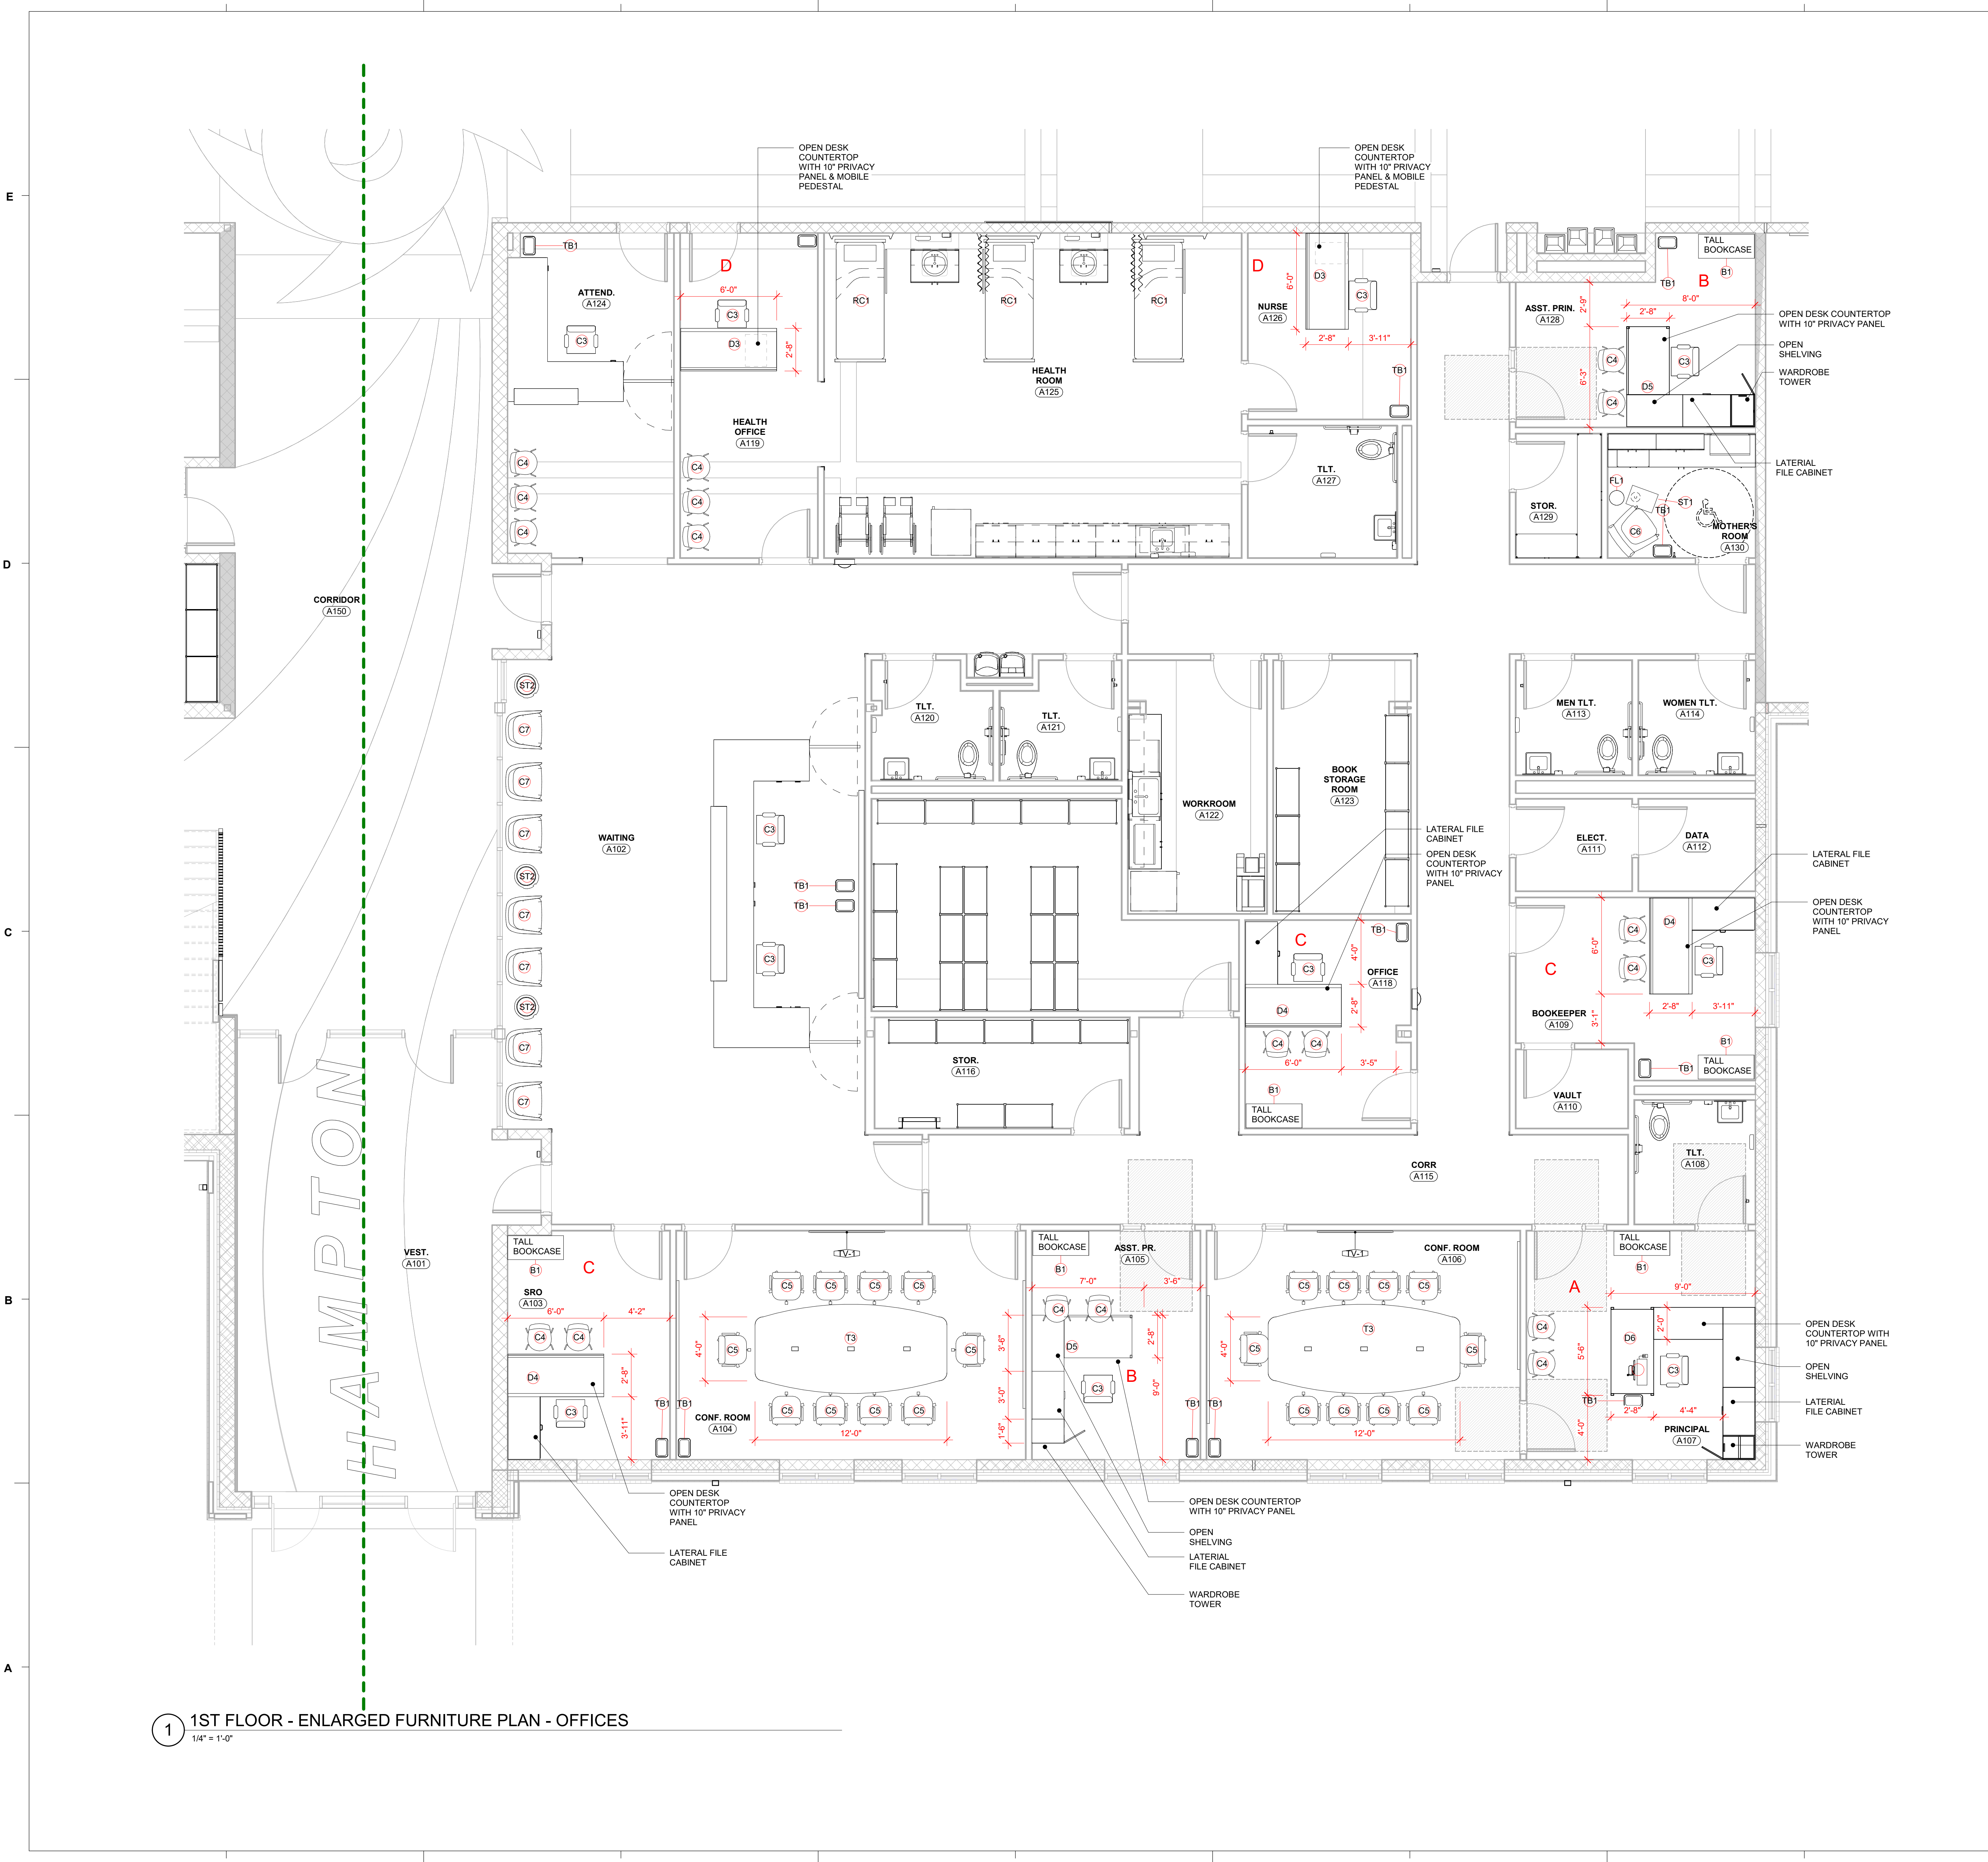 E
D
C
B
A
OPEN DESK
COUNTERTOP
WITH 10" PRIVACY
PANEL & MOBILE
PEDESTAL
OPEN DESK
COUNTERTOP
WITH 10" PRIVACY
PANEL & MOBILE
PEDESTAL
TB1
ATTEND.
A124
C3
C4
C4
C4
D
6'-0"
C3
D3
2'-8"
HEALTH
OFFICE
A119
C4
C4
C4
RC1
RC1
RC1
HEALTH
ROOM
A125
D
6'-0"
D3
C3
NURSE
A126
2'-8"
3'-11"
TB1
TLT.
A127
TALL
BOOKCASE
B1
TB1
B
8'-0"
2'-9"
2'-8"
ASST. PRIN.
A128
C4
C3
D5
C4
6'-3"
OPEN DESK COUNTERTOP
WITH 10" PRIVACY PANEL
OPEN
SHELVING
WARDROBE
TOWER
LATERIAL
FILE CABINET
STOR.
A129
FL1
ST1
TB1
C6
MOTHER'S
ROOM
A130
CORRIDOR
A150
ST2
C7
C7
C7
ST2
C7
C7
ST2
C7
C7
WAITING
A102
C3
TB1
TB1
C3
TLT.
A120
TLT.
A121
WORKROOM
A122
BOOK
STORAGE
ROOM
A123
LATERAL FILE
CABINET
OPEN DESK
COUNTERTOP
WITH 10" PRIVACY
PANEL
MEN TLT.
A113
WOMEN TLT.
A114
ELECT.
A111
DATA
A112
LATERAL FILE
CABINET
OPEN DESK
COUNTERTOP
WITH 10" PRIVACY
PANEL
C
TB1
4'-0"
C3
OFFICE
A118
D4
2'-8"
C4
C4
6'-0"
3'-5"
B1
TALL
BOOKCASE
STOR.
A116
C4
D4
C4
C3
6'-0"
C
2'-8"
3'-11"
BOOKEEPER
A109
3'-1"
B1
TB1
TALL
BOOKCASE
VAULT
A110
TLT.
A108
CORR
A115
HAMPTON
VEST.
A101
TALL
BOOKCASE
B1
C
SRO
A103
6'-0"
4'-2"
C4
C4
D4
2'-8"
C3
3'-11"
TB1
TB1
TV-1
C5
C5
C5
C5
4'-0"
C5
T3
C5
C5
C5
C5
C5
CONF. ROOM
A104
12'-0"
3'-6"
3'-0"
1'-6"
TALL
BOOKCASE
B1
ASST. PR.
A105
7'-0"
3'-6"
C4
C4
D5
2'-8"
C3
B
9'-0"
TB1
TB1
TV-1
CONF. ROOM
A106
C5
C5
C5
C5
4'-0"
C5
T3
C5
C5
C5
C5
C5
12'-0"
TALL
BOOKCASE
B1
A
9'-0"
C4
D6
2'-0"
5'-6"
C4
C3
TB1
2'-8"
4'-4"
4'-0"
PRINCIPAL
A107
OPEN DESK
COUNTERTOP WITH
10" PRIVACY PANEL
OPEN
SHELVING
LATERIAL
FILE CABINET
WARDROBE
TOWER
OPEN DESK
COUNTERTOP
WITH 10" PRIVACY
PANEL
LATERAL FILE
CABINET
OPEN DESK COUNTERTOP
WITH 10" PRIVACY PANEL
OPEN
SHELVING
LATERIAL
FILE CABINET
WARDROBE
TOWER
1
1ST FLOOR - ENLARGED FURNITURE PLAN - OFFICES
1/4" = 1'-0"